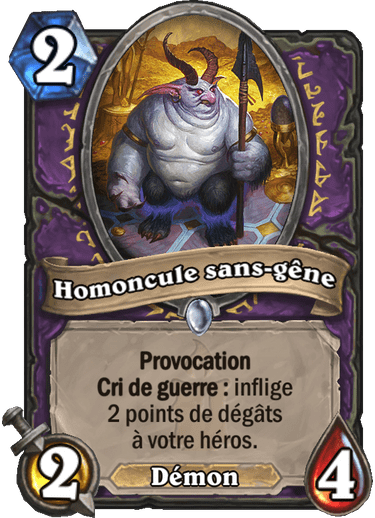 2
Homoncule sans-gêne
Provocation
Cri de guerre : inflige
2 points de dégâts
à votre héros.
2
Démon
4